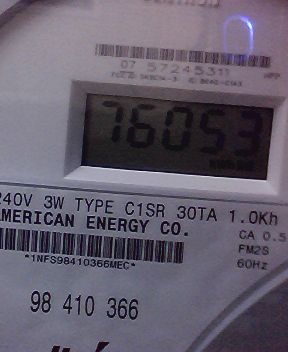 07 57245311
76053
240V 3W TYPE C1SR 30TA 1.0Kh
AMERICAN ENERGY CO.
CA 0.5
FM2S
60Hz
*1NFS98410366MEC*
98 410 366